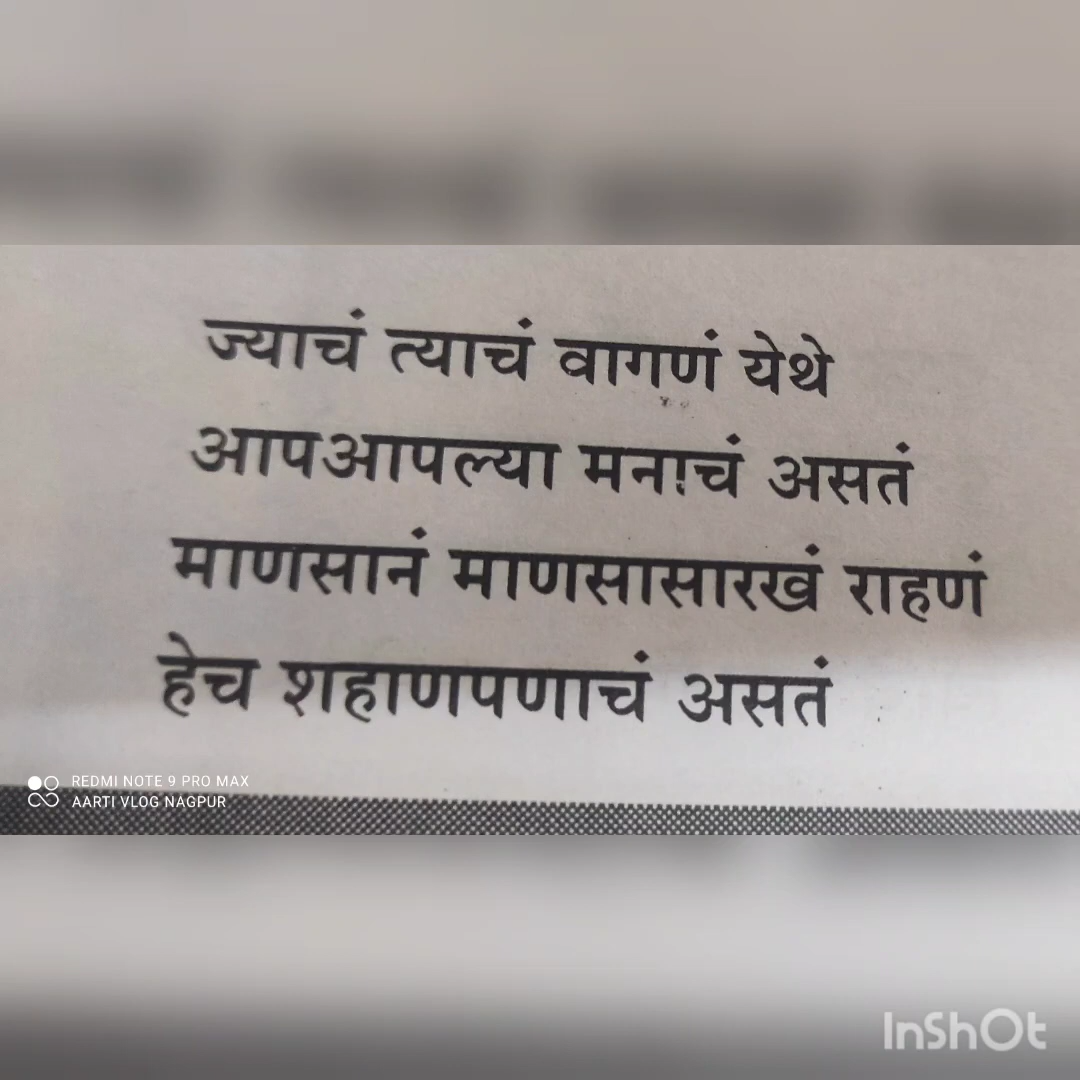 ज्याचं त्याचं वागणं येथे
आपआपल्या मनाचं असतं
माणसानं माणसासारखं राहणं
हेच शहाणपणाचं असतं
REDMI NOTE 9 PRO MAX
AARTI VLOG NAGPUR
InShOt